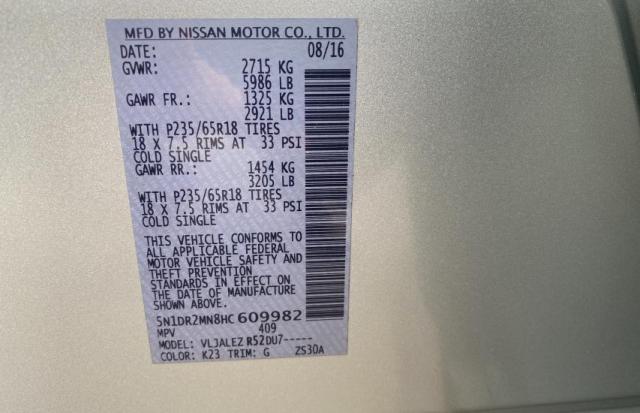 MFD BY NISSAN MOTOR CO., LTD.
DATE: 08/16
GVWR: 2715 KG
5986 LB
GAWR FR.: 1325 KG
2921 LB
WITH P235/65R18 TIRES
18 X 7.5 RIMS AT 33 PSI
COLD SINGLE
GAWR RR.: 1454 KG
3205 LB
WITH P235/65R18 TIRES
18 X 7.5 RIMS AT 33 PSI
COLD SINGLE
THIS VEHICLE CONFORMS TO
ALL APPLICABLE FEDERAL
MOTOR VEHICLE SAFETY AND
THEFT PREVENTION
STANDARDS IN EFFECT ON
THE DATE OF MANUFACTURE
SHOWN ABOVE.
5N1DR2MN8HC609982
MPV 409
MODEL: VLJALEZ R52DU7-----
COLOR: K23 TRIM: G ZS30A